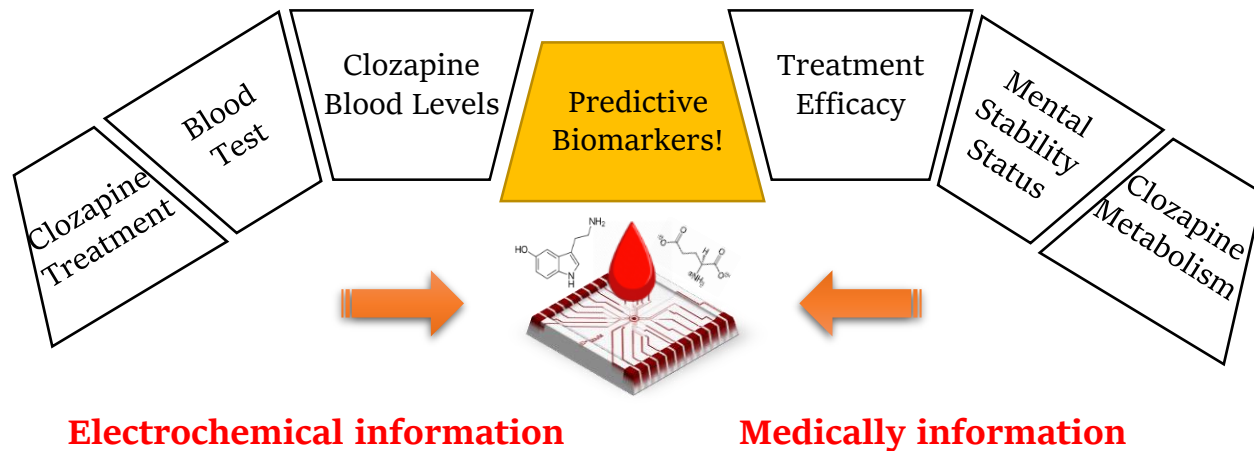 Clozapine
Treatment
Blood
Test
Clozapine
Blood Levels
Predictive
Biomarkers!
Treatment
Efficacy
Mental
Stability
Status
Clozapine
Metabolism
NH₂
HO
N
H
H
Electrochemical information
Medically information